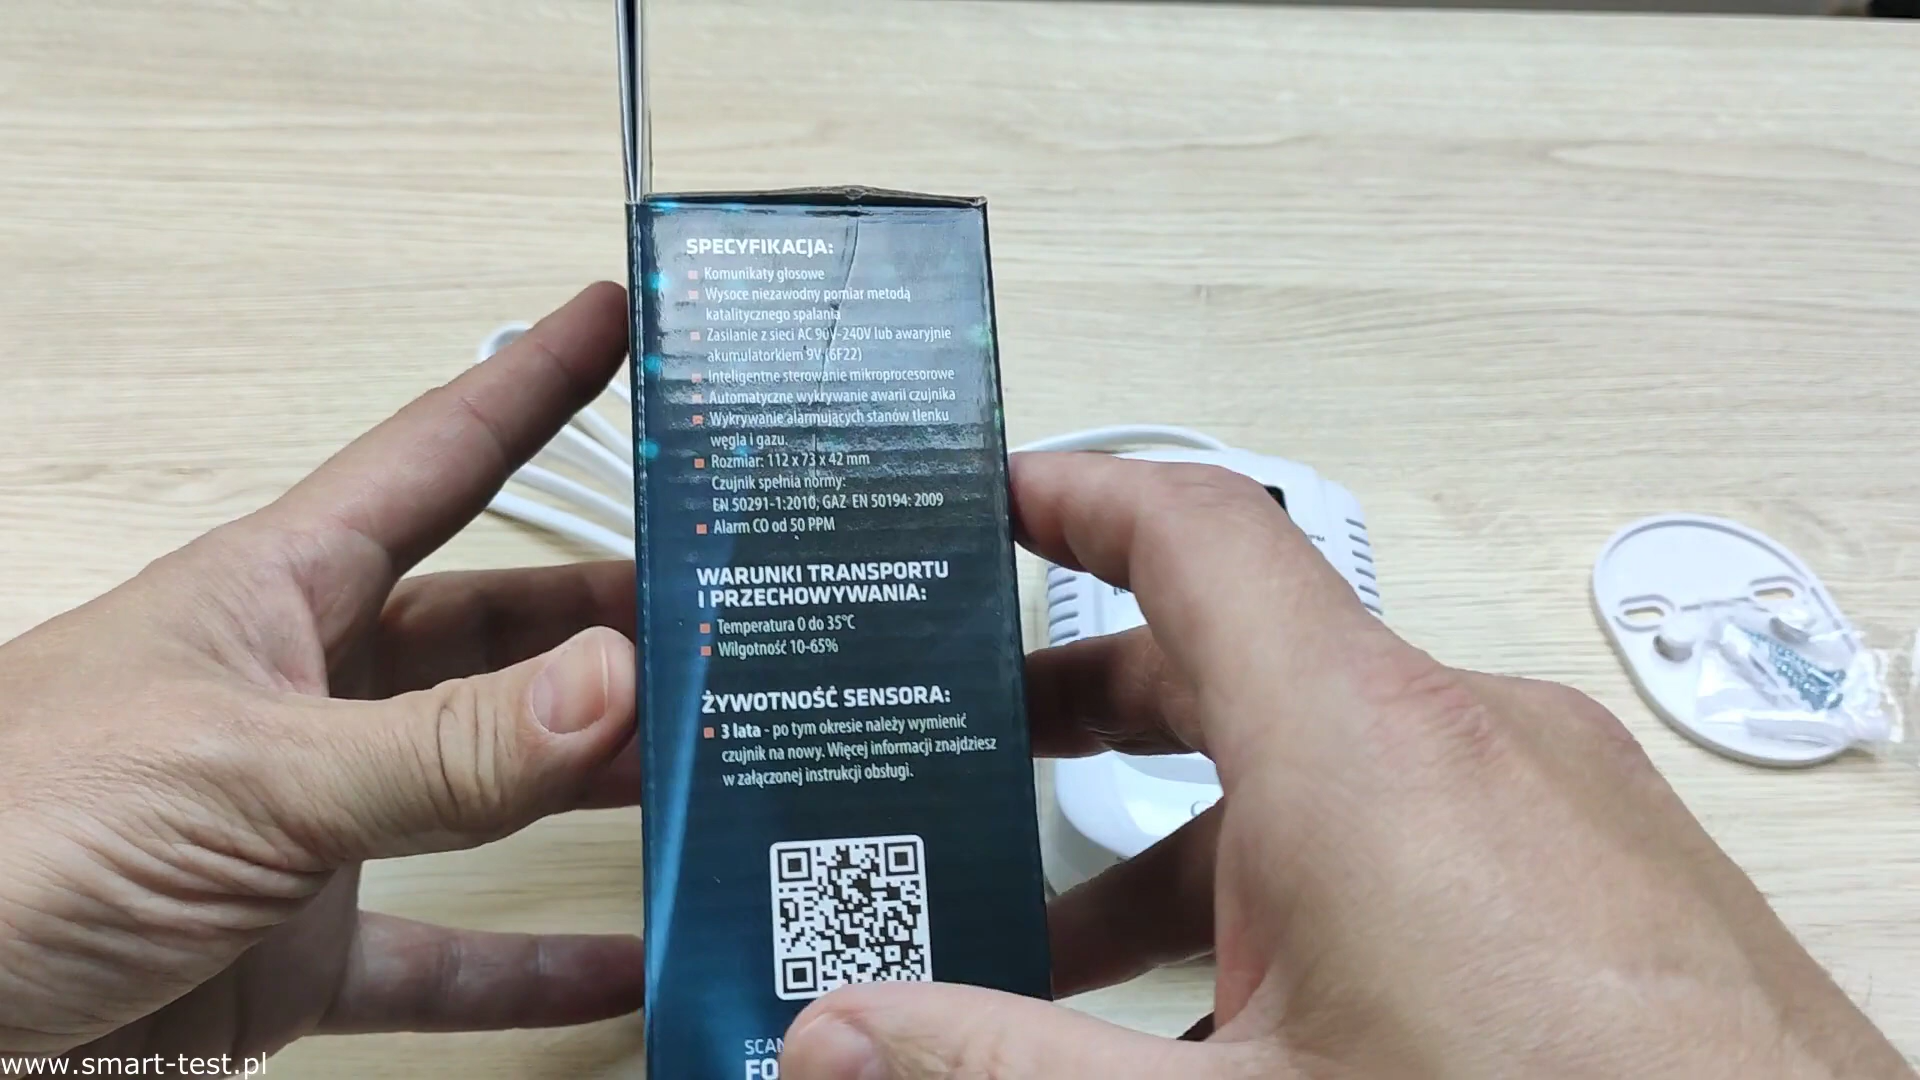 SPECYFIKACJA:
Komunikaty głosowe
Wysoce niezawodny pomiar metodą
katalitycznego spalania
Zasilanie z sieci AC 90V-240V lub awaryjnie
akumulatorkiem 9V (6F22)
Inteligentne sterowanie mikroprocesorowe
Automatyczne wykrywanie awarii czujnika
Wykrywanie alarmujących stanów tlenku
węgla i gazu.
Rozmiar: 112 x 73 x 42 mm
Czujnik spełnia normy:
EN 50291-1:2010, GAZ EN 50194: 2009
Alarm CO od 50 PPM
WARUNKI TRANSPORTU
I PRZECHOWYWANIA:
Temperatura 0 do 35°C
Wilgotność 10-65%
ŻYWOTNOŚĆ SENSORA:
3 lata - po tym okresie należy wymienić
czujnik na nowy. Więcej informacji znajdziesz
w załączonej instrukcji obsługi.
www.smart-test.pl